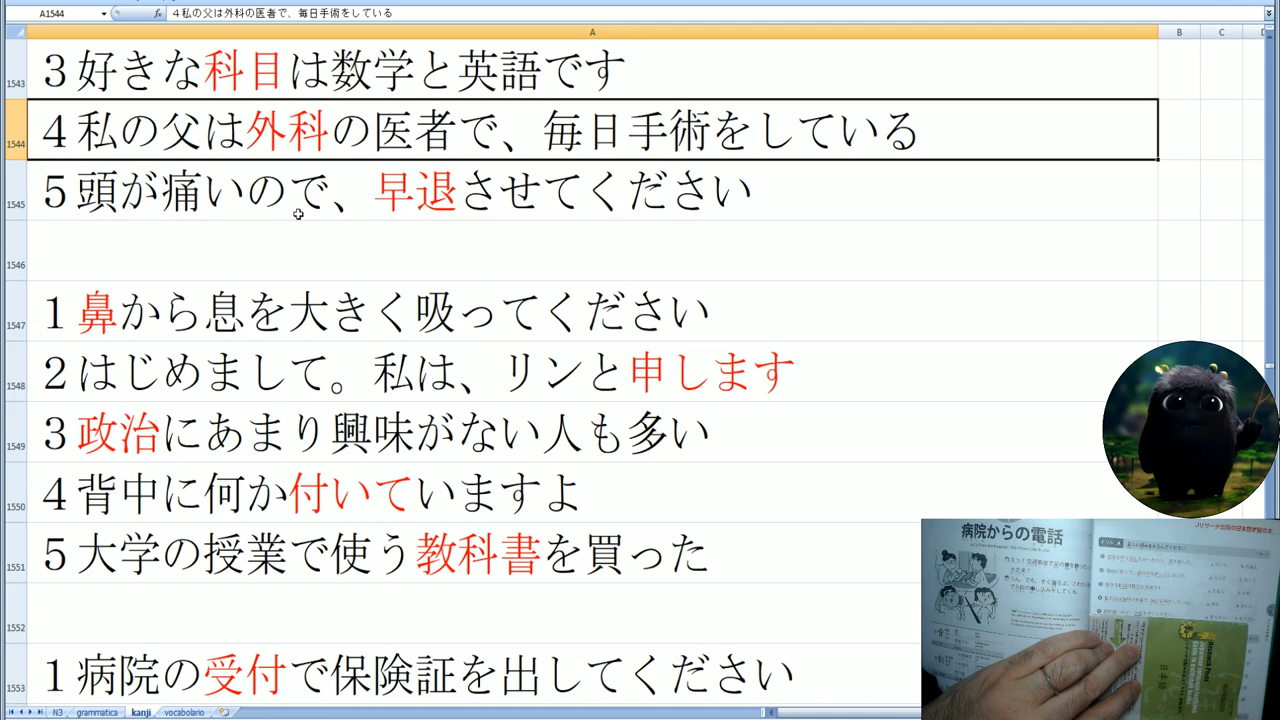 A1544
fx
４私の父は外科の医者で、毎日手術をしている
A
B
C
D
1543
３好きな科目は数学と英語です
1544
４私の父は外科の医者で、毎日手術をしている
1545
５頭が痛いので、早退させてください
1546
1547
１鼻から息を大きく吸ってください
1548
２はじめまして。私は、リンと申します
1549
３政治にあまり興味がない人も多い
1550
４背中に何か付いていますよ
1551
５大学の授業で使う教科書を買った
1552
1553
１病院の受付で保険証を出してください
N3
grammatica
kanji
vocabolario
病院からの電話
日本語